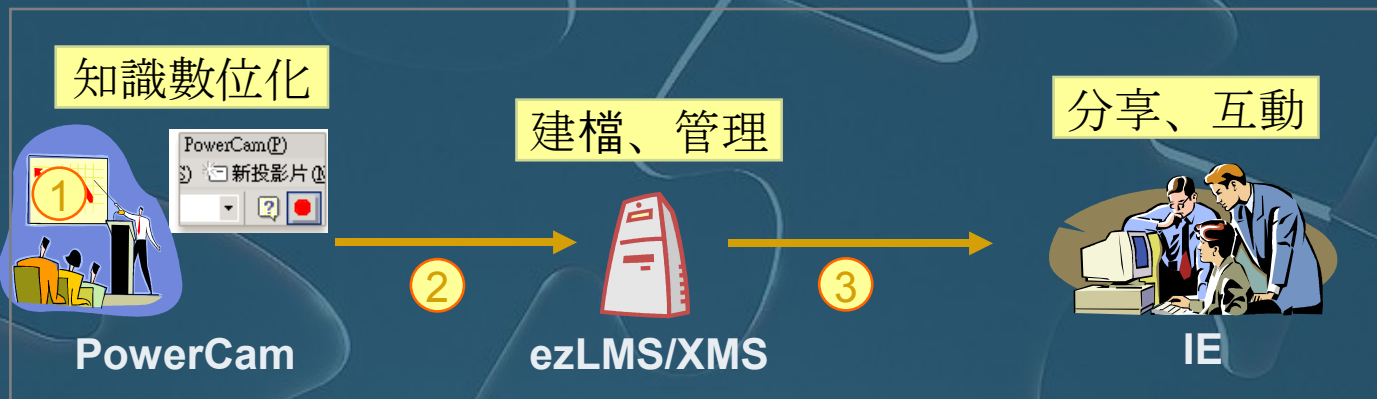 知識數位化
建檔、管理
分享、互動
PowerCam(P)
新投影片(N
1
2
3
PowerCam
ezLMS/XMS
IE